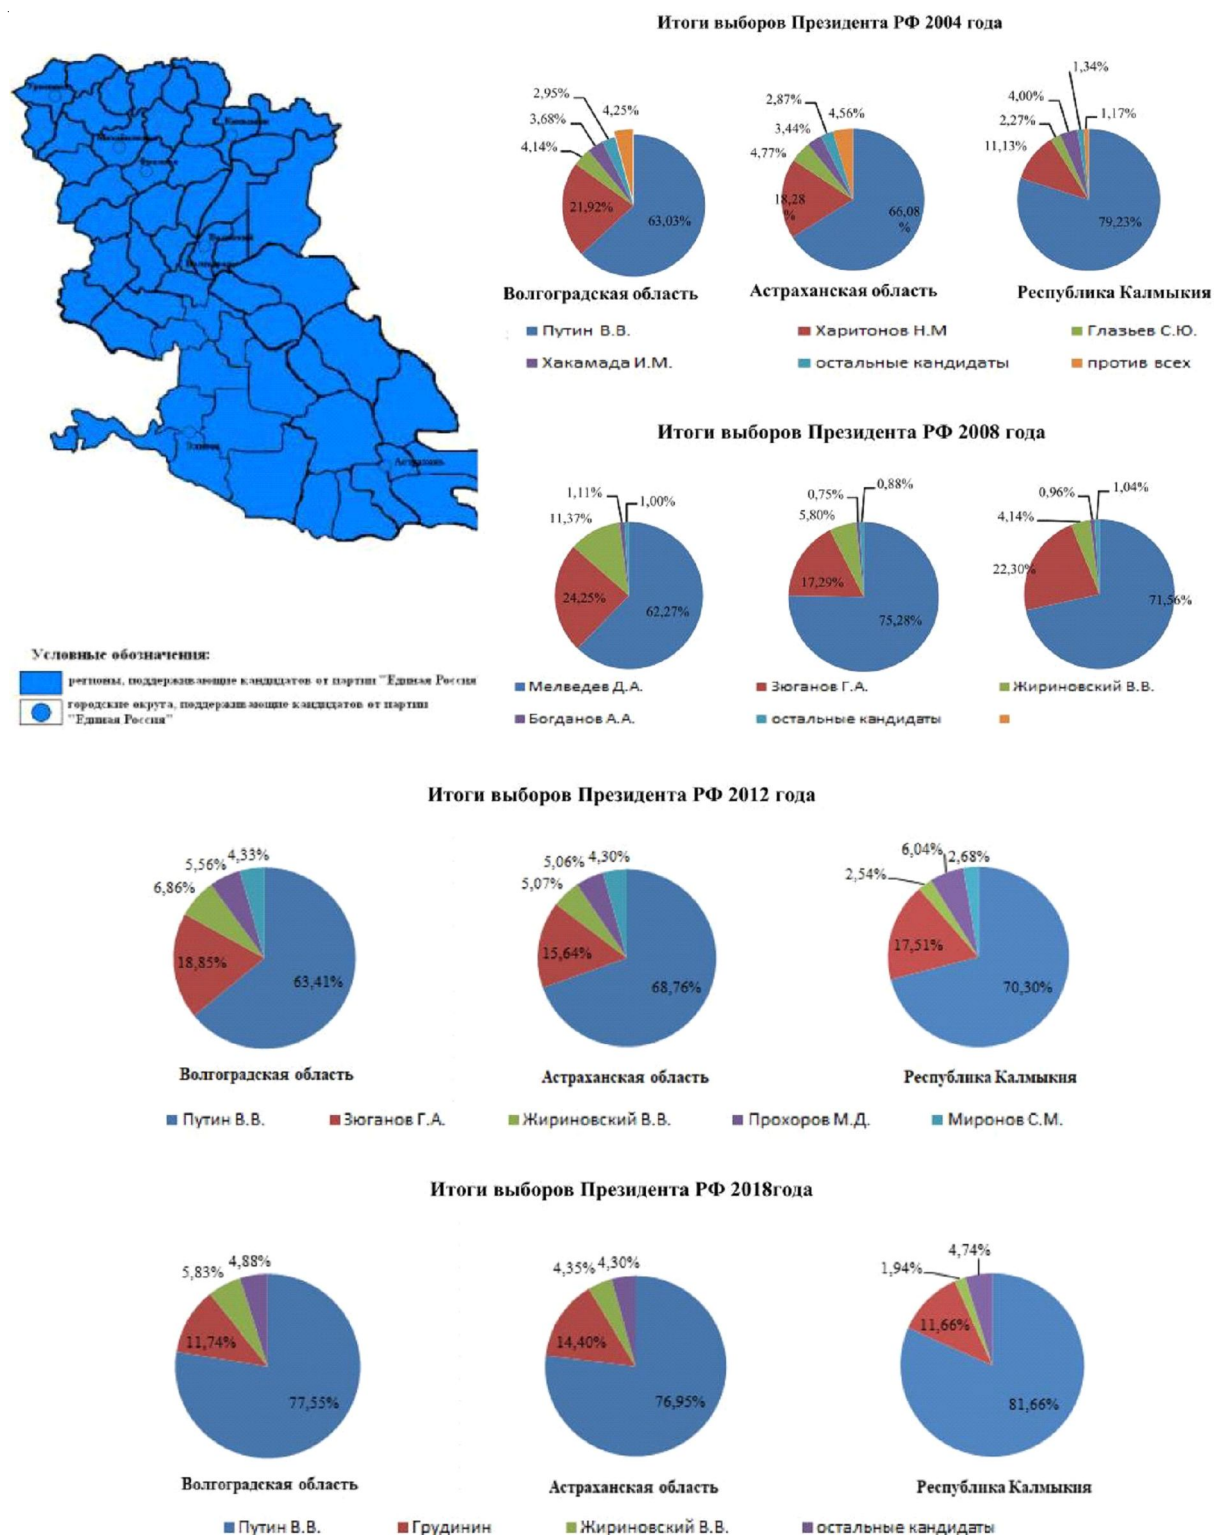 Итоги выборов Президента РФ 2004 года
2,95%
4,25%
3,68%
4,14%
21,92%
63,03%
Волгоградская область
2,87%
4,56%
3,44%
4,77%
18,28
%
66,08
%
Астраханская область
1,34%
4,00%
1,17%
2,27%
11,13%
79,23%
Республика Калмыкия
Путин В.В.
Харитонов Н.М
Глазьев С.Ю.
Хакамада И.М.
остальные кандидаты
против всех
Элиста
Астрахань
Условные обозначения:
регионы, поддерживающие кандидатов от партии "Единая Россия
городские округа, поддерживающие кандидатов от партии
"Единая Россия"
Итоги выборов Президента РФ 2008 года
1,11%
1,00%
11,37%
24,25%
62,27%
0,75%
0,88%
5,80%
17,29%
75,28%
0,96%
1,04%
4,14%
22,30%
71,56%
Мелведев Д.А.
Зюганов Г.А.
Жириновский В.В.
Богданов А.А.
остальные кандидаты
Итоги выборов Президента РФ 2012 года
5,56%
4,33%
6,86%
18,85%
63,41%
Волгоградская область
5,06%
4,30%
5,07%
15,64%
68,76%
Астраханская область
6,04%
2,68%
2,54%
17,51%
70,30%
Республика Калмыкия
Путин В.В.
Зюганов Г.А.
Жириновский В.В.
Прохоров М.Д.
Миронов С.М.
Итоги выборов Президента РФ 2018года
5,83%
4,88%
11,74%
77,55%
Волгоградская область
4,35%
4,30%
14,40%
76,95%
Астраханская область
1,94%
4,74%
11,66%
81,66%
Республика Калмыкия
Путин В.В.
Грудинин
Жириновский В.В.
остальные кандидаты